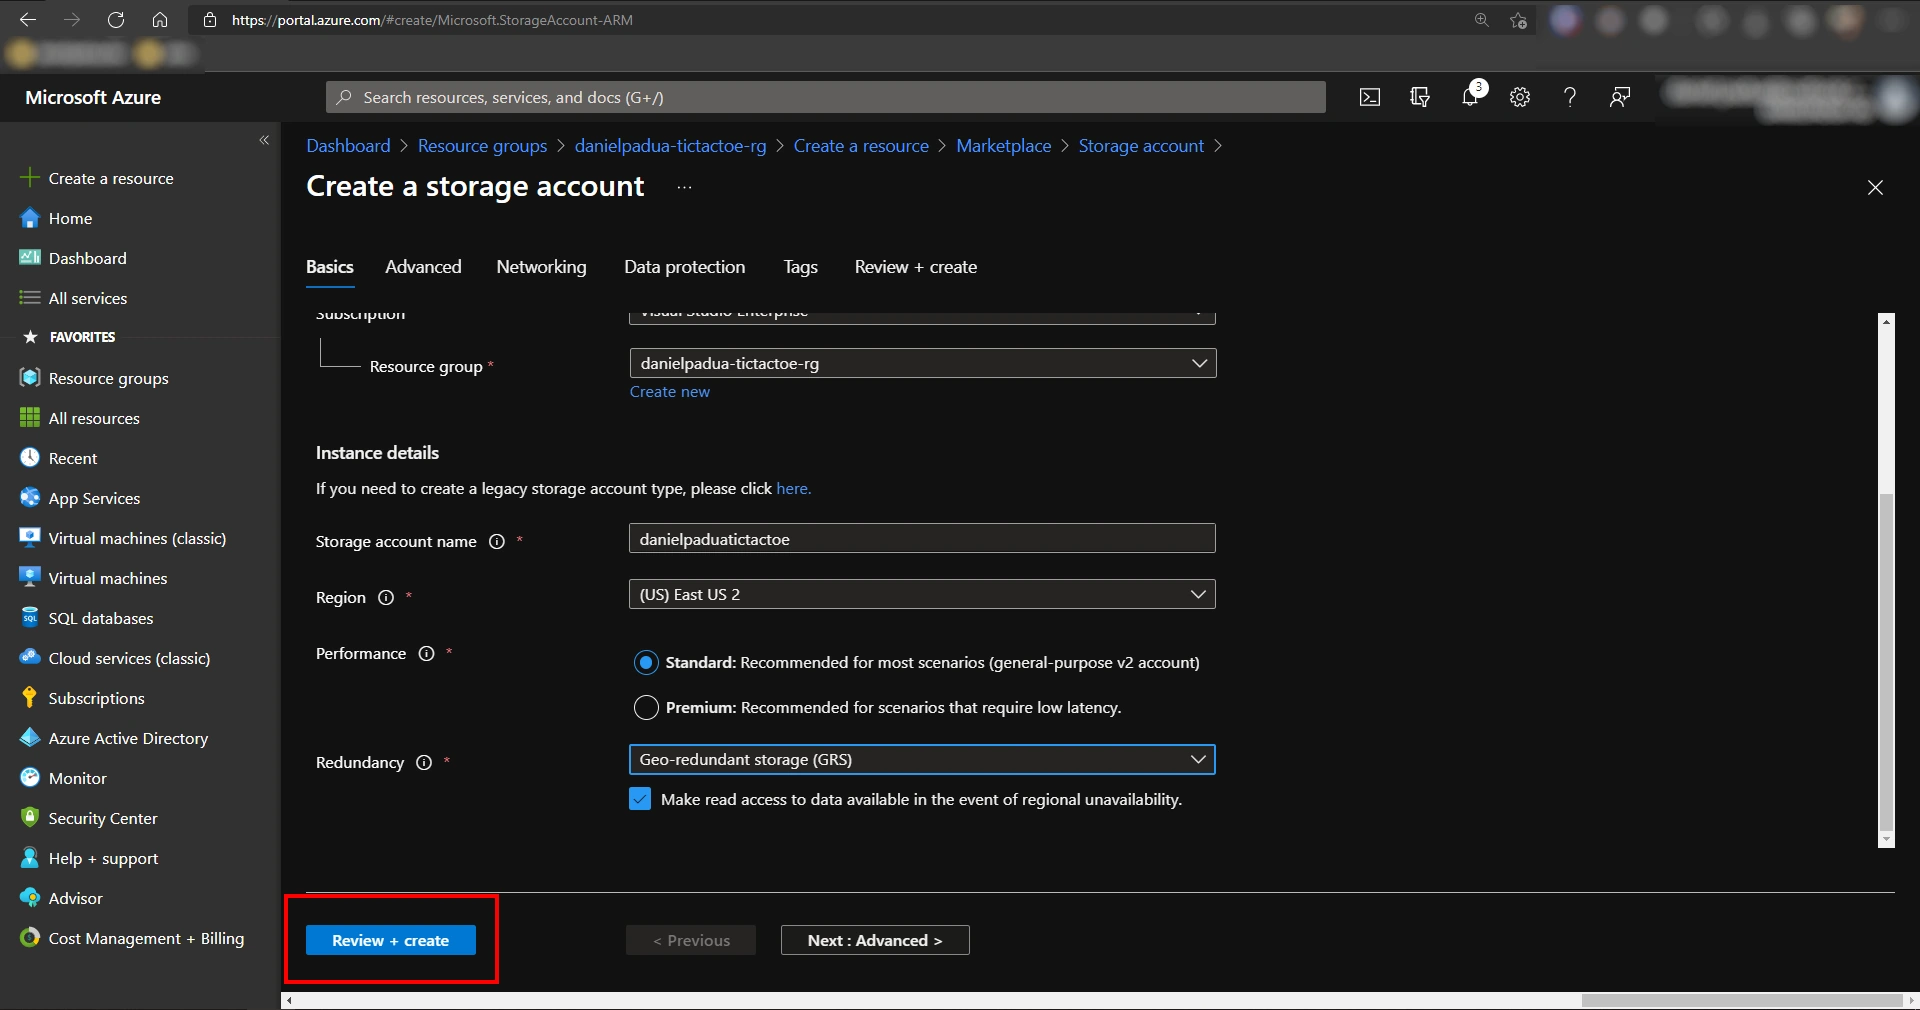 https://portal.azure.com/#create/Microsoft.StorageAccount-ARM
Microsoft Azure
Search resources, services, and docs (G+/)
3
Dashboard > Resource groups > danielpadua-tictactoe-rg > Create a resource > Marketplace > Storage account >
Create a storage account ...
Create a resource
Home
Dashboard
All services
FAVORITES
Resource groups
All resources
Recent
App Services
Virtual machines (classic)
Virtual machines
SQL databases
Cloud services (classic)
Subscriptions
Azure Active Directory
Monitor
Security Center
Help + support
Advisor
Cost Management + Billing
Basics Advanced Networking Data protection Tags Review + create
Subscription Visual Studio Enterprise
Resource group * danielpadua-tictactoe-rg
Create new
Instance details
If you need to create a legacy storage account type, please click here.
Storage account name * danielpaduatictactoe
Region * (US) East US 2
Performance * Standard: Recommended for most scenarios (general-purpose v2 account)
Premium: Recommended for scenarios that require low latency.
Redundancy * Geo-redundant storage (GRS)
Make read access to data available in the event of regional unavailability.
Review + create < Previous Next : Advanced >